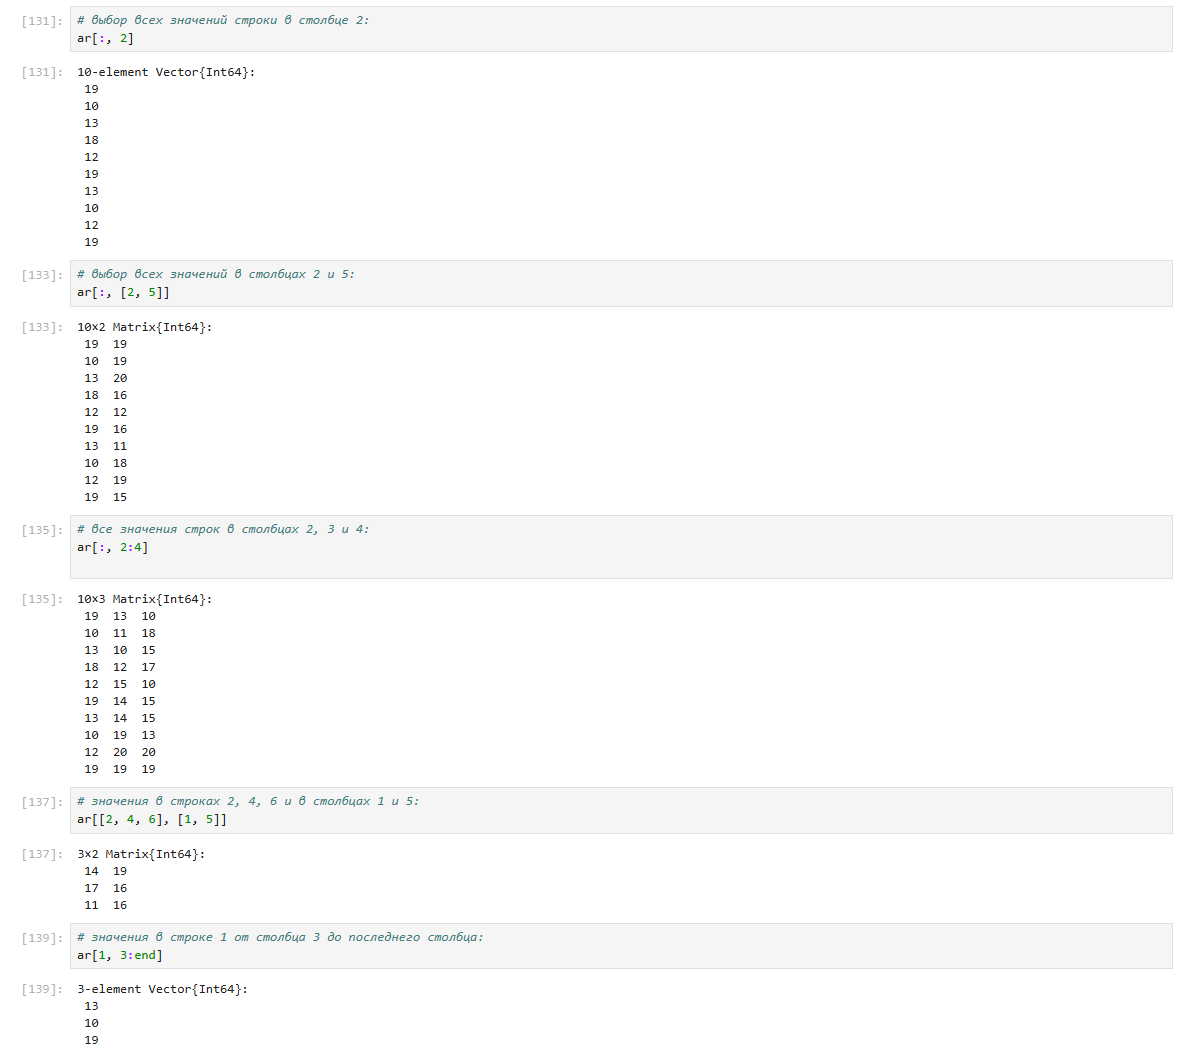 [131]: # выбор всех значений строки в столбце 2:
ar[:, 2]
[131]: 10-element Vector{Int64}:
19
10
13
18
12
19
13
10
12
19
[133]: # выбор всех значений в столбцах 2 и 5:
ar[:, [2, 5]]
[133]: 10×2 Matrix{Int64}:
19 19
10 19
13 20
18 16
12 12
19 16
13 11
10 18
12 19
19 15
[135]: # все значения строк в столбцах 2, 3 и 4:
ar[:, 2:4]
[135]: 10×3 Matrix{Int64}:
19 13 10
10 11 18
13 10 15
18 12 17
12 15 10
19 14 15
13 14 15
10 19 13
12 20 20
19 19 19
[137]: # значения в строках 2, 4, 6 и в столбцах 1 и 5:
ar[[2, 4, 6], [1, 5]]
[137]: 3×2 Matrix{Int64}:
14 19
17 16
11 16
[139]: # значения в строке 1 от столбца 3 до последнего столбца:
ar[1, 3:end]
[139]: 3-element Vector{Int64}:
13
10
19